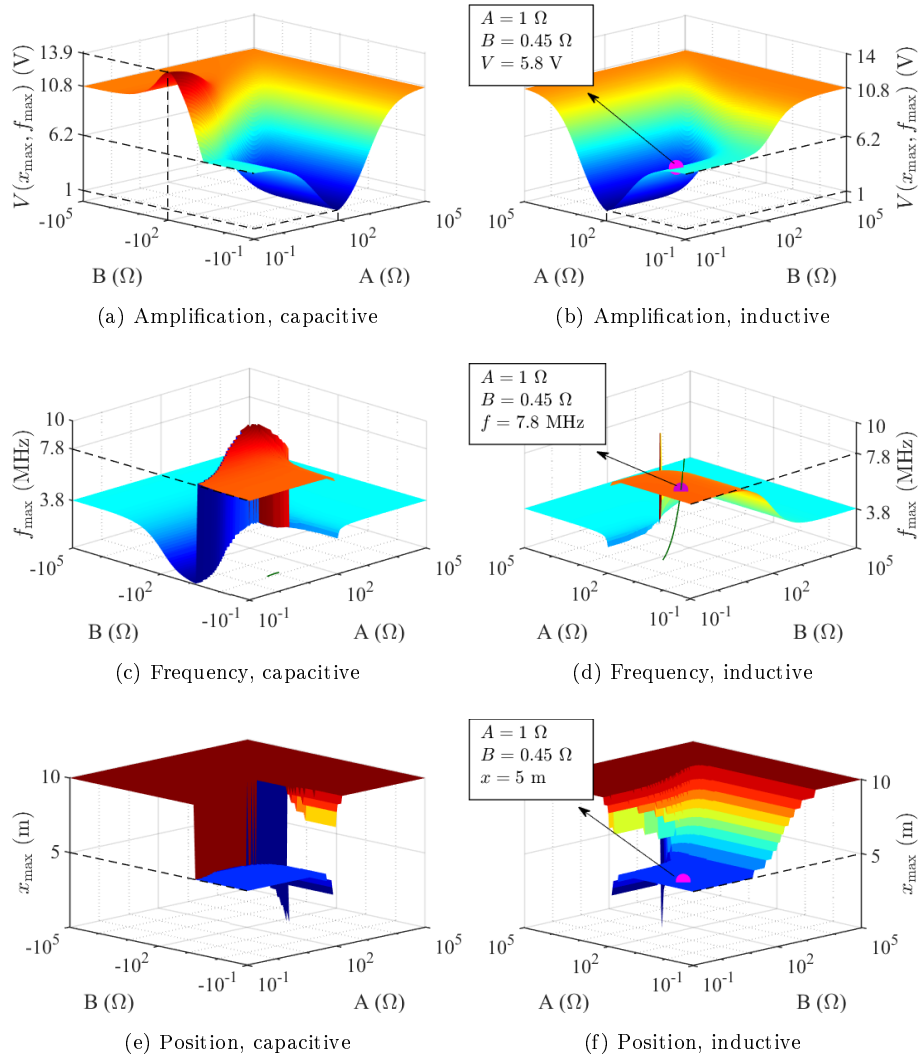 13.9
10.8
6.2
1
V (x_max, f_max) (V)
-10^5
-10^2
-10^-1
10^-1
10^2
10^5
B (Ω)
A (Ω)
(a) Amplification, capacitive
A = 1 Ω
B = 0.45 Ω
V = 5.8 V
14
10.8
6.2
1
V (x_max, f_max) (V)
10^5
10^2
10^-1
10^-1
10^2
10^5
A (Ω)
B (Ω)
(b) Amplification, inductive
10
7.8
3.8
f_max (MHz)
-10^5
-10^2
-10^-1
10^-1
10^2
10^5
B (Ω)
A (Ω)
(c) Frequency, capacitive
A = 1 Ω
B = 0.45 Ω
f = 7.8 MHz
10
7.8
3.8
f_max (MHz)
10^5
10^2
10^-1
10^-1
10^2
10^5
A (Ω)
B (Ω)
(d) Frequency, inductive
10
5
x_max (m)
-10^5
-10^2
-10^-1
10^-1
10^2
10^5
B (Ω)
A (Ω)
(e) Position, capacitive
A = 1 Ω
B = 0.45 Ω
x = 5 m
10
5
x_max (m)
10^5
10^2
10^-1
10^-1
10^2
10^5
A (Ω)
B (Ω)
(f) Position, inductive